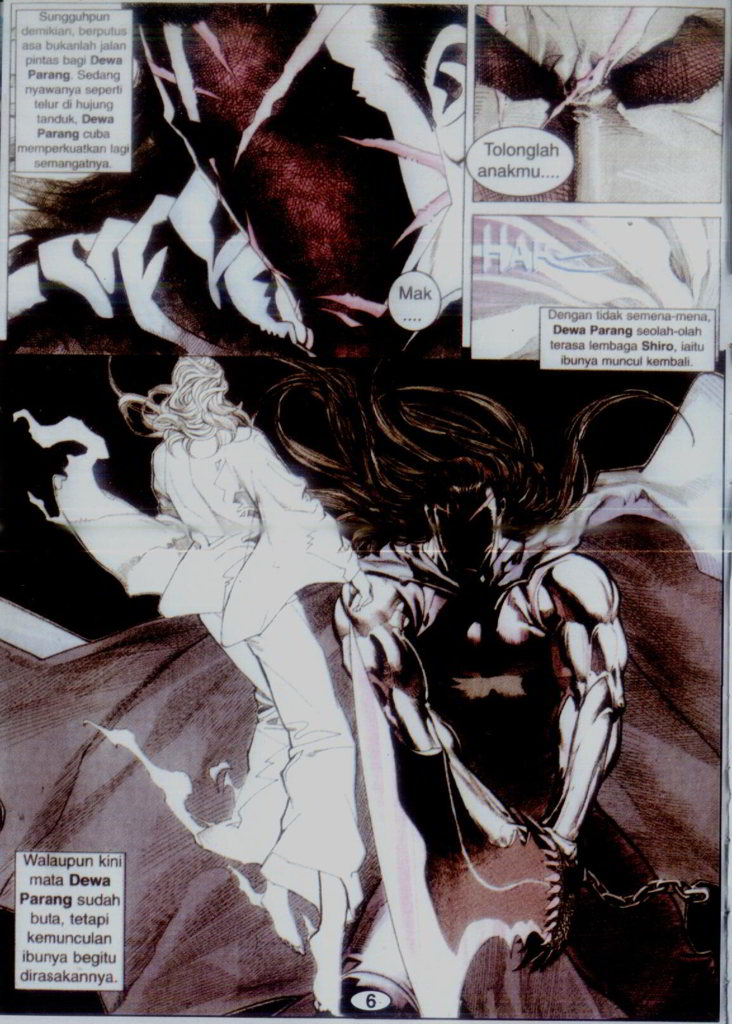 Sungguhpun
demikian, berputus
asa bukanlah jalan
pintas bagi Dewa
Parang. Sedang
nyawanya seperti
telur di hujung
tanduk, Dewa
Parang cuba
memperkuatkan lagi
semangatnya.
Mak
....
Tolonglah
anakmu....
HAH
Dengan tidak semena-mena,
Dewa Parang seolah-olah
terasa lembaga Shiro, iaitu
ibunya muncul kembali.
Walaupun kini
mata Dewa
Parang sudah
buta, tetapi
kemunculan
ibunya begitu
dirasakannya.
6